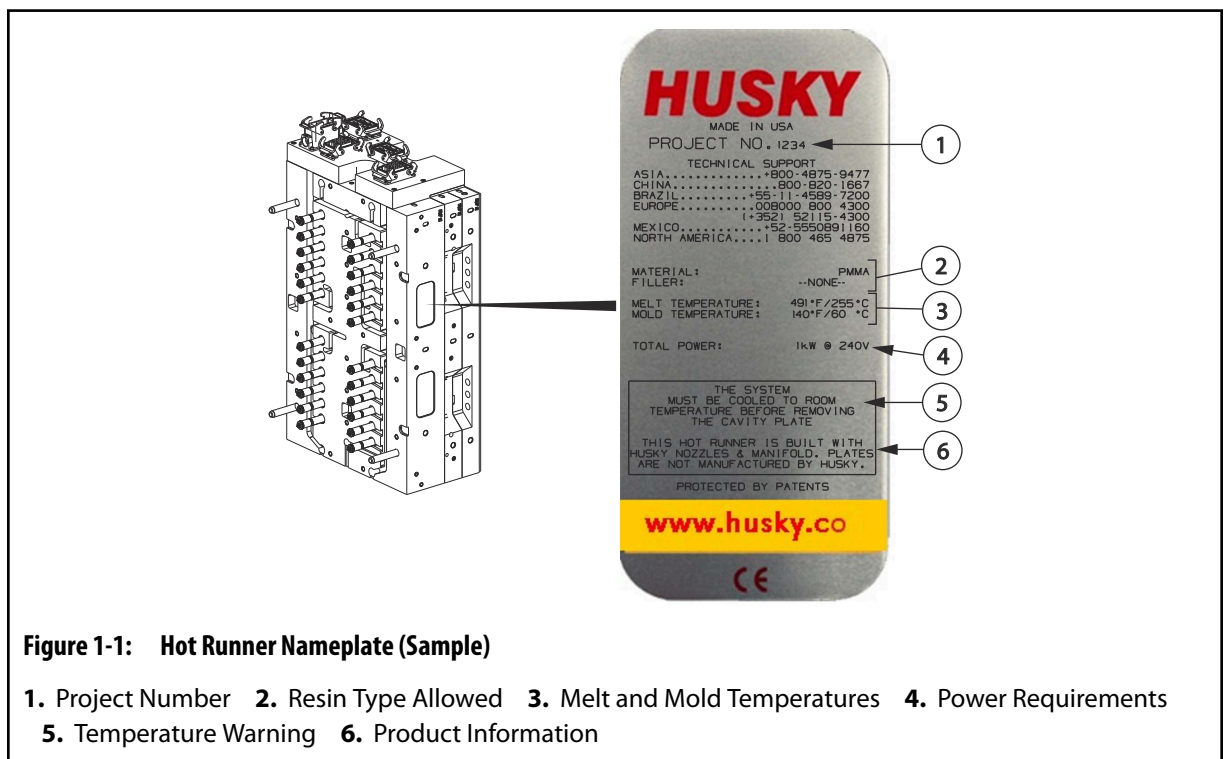 HUSKY
MADE IN USA
PROJECT NO. 1234
TECHNICAL SUPPORT
ASIA.............+800-4875-9477
CHINA..............800-820-1667
BRAZIL..........+55-11-4589-7200
EUROPE..........008000 800 4300
(+352) 52115-4300
MEXICO...........+52-5550891160
NORTH AMERICA....1 800 465 4875
MATERIAL: PMMA
FILLER: --NONE--
MELT TEMPERATURE: 491°F/255°C
MOLD TEMPERATURE: 140°F/60 °C
TOTAL POWER: 1kW @ 240V
THE SYSTEM
MUST BE COOLED TO ROOM
TEMPERATURE BEFORE REMOVING
THE CAVITY PLATE
THIS HOT RUNNER IS BUILT WITH
HUSKY NOZZLES & MANIFOLD. PLATES
ARE NOT MANUFACTURED BY HUSKY.
PROTECTED BY PATENTS
www.husky.co
CE
1
2
3
4
5
6
Figure 1-1: Hot Runner Nameplate (Sample)
1. Project Number 2. Resin Type Allowed 3. Melt and Mold Temperatures 4. Power Requirements
5. Temperature Warning 6. Product Information